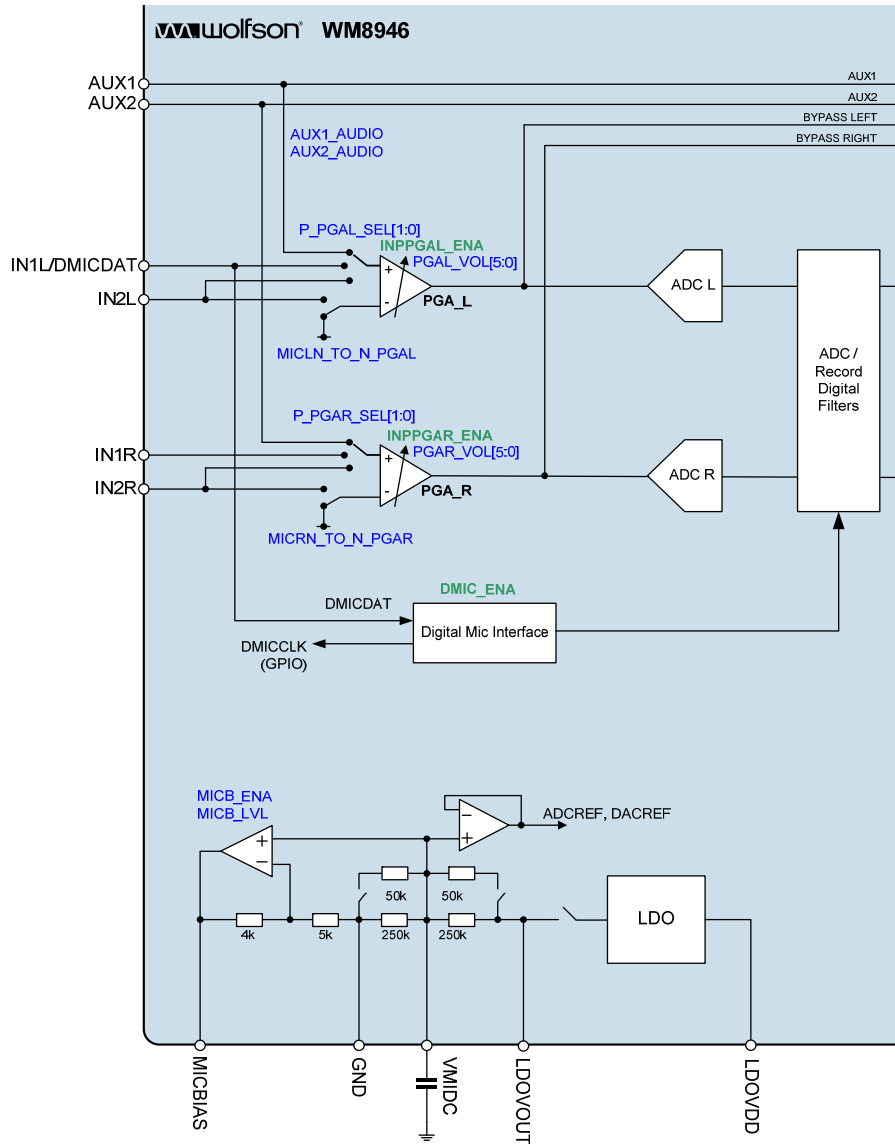 wolfson® WM8946
AUX1
AUX1
AUX2
AUX2
BYPASS LEFT
AUX1_AUDIO
AUX2_AUDIO
BYPASS RIGHT
P_PGAL_SEL[1:0]
INPPGAL_ENA
IN1L/DMICDAT
+
PGAL_VOL[5:0]
ADC L
IN2L
-
PGA_L
MICLN_TO_N_PGAL
ADC /
Record
Digital
Filters
P_PGAR_SEL[1:0]
INPPGAR_ENA
IN1R
+
PGAR_VOL[5:0]
ADC R
IN2R
-
PGA_R
MICRN_TO_N_PGAR
DMIC_ENA
DMICDAT
Digital Mic Interface
DMICCLK
(GPIO)
MICB_ENA
MICB_LVL
-
+
ADCREF, DACREF
+
-
50k
50k
LDO
4k
5k
250k
250k
MICBIAS
GND
VMIDC
LDOVOUT
LDOVDD